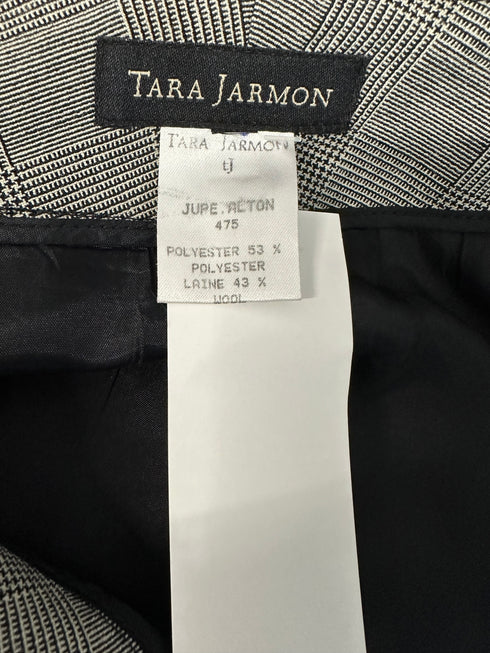 TARA JARMON
TARA JARMON
tJ
JUPE.ACTON
475
POLYESTER 53 %
POLYESTER
LAINE 43 %
WOOL